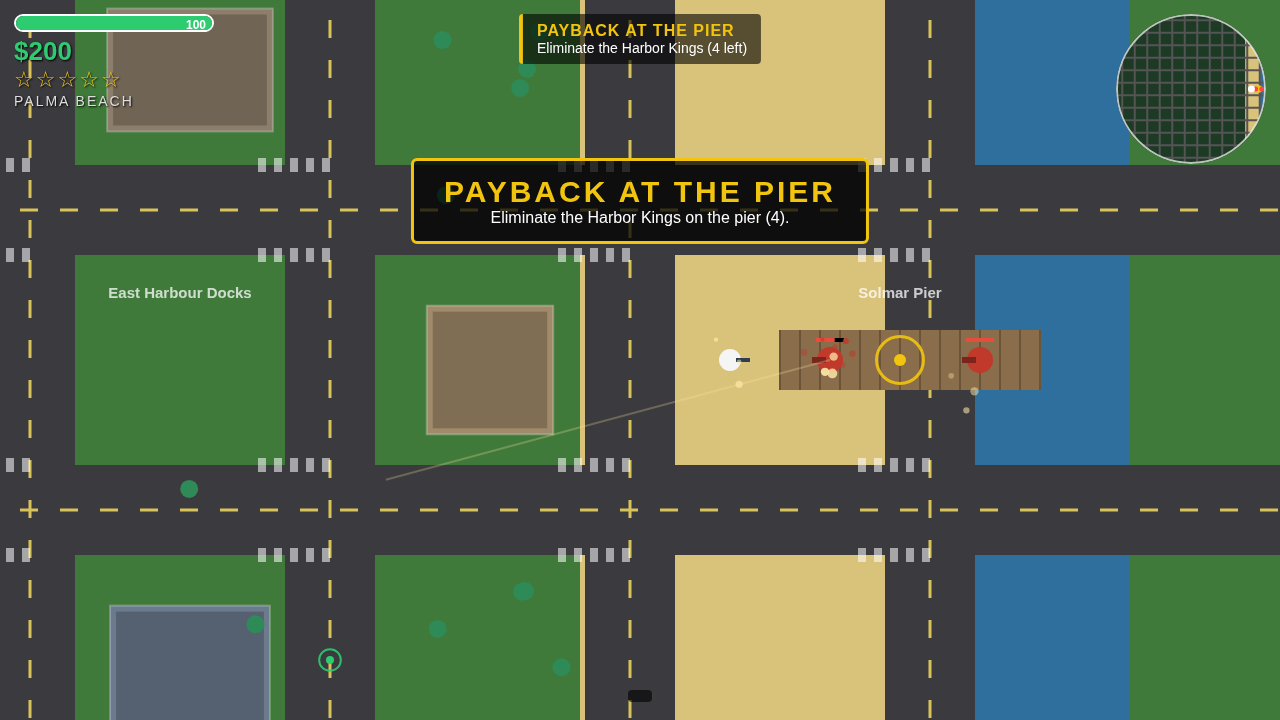 100
$200
☆☆☆☆☆
PALMA BEACH
PAYBACK AT THE PIER
Eliminate the Harbor Kings (4 left)
PAYBACK AT THE PIER
Eliminate the Harbor Kings on the pier (4).
East Harbour Docks
Solmar Pier